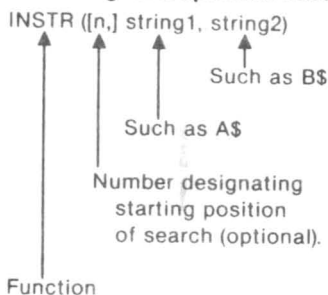 INSTR ([n,] string1, string2)
Such as B$
Such as A$
Number designating
starting position
of search (optional).
Function